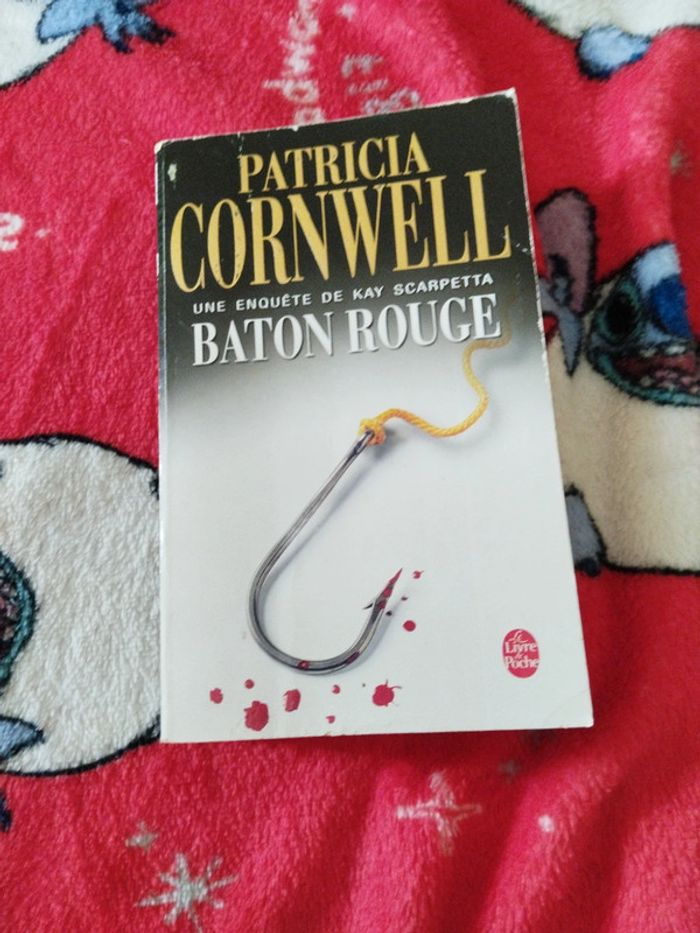 PATRICIA
CORNWELL
UNE ENQUÊTE DE KAY SCARPETTA
BATON ROUGE
Le
Livre
de
Poche